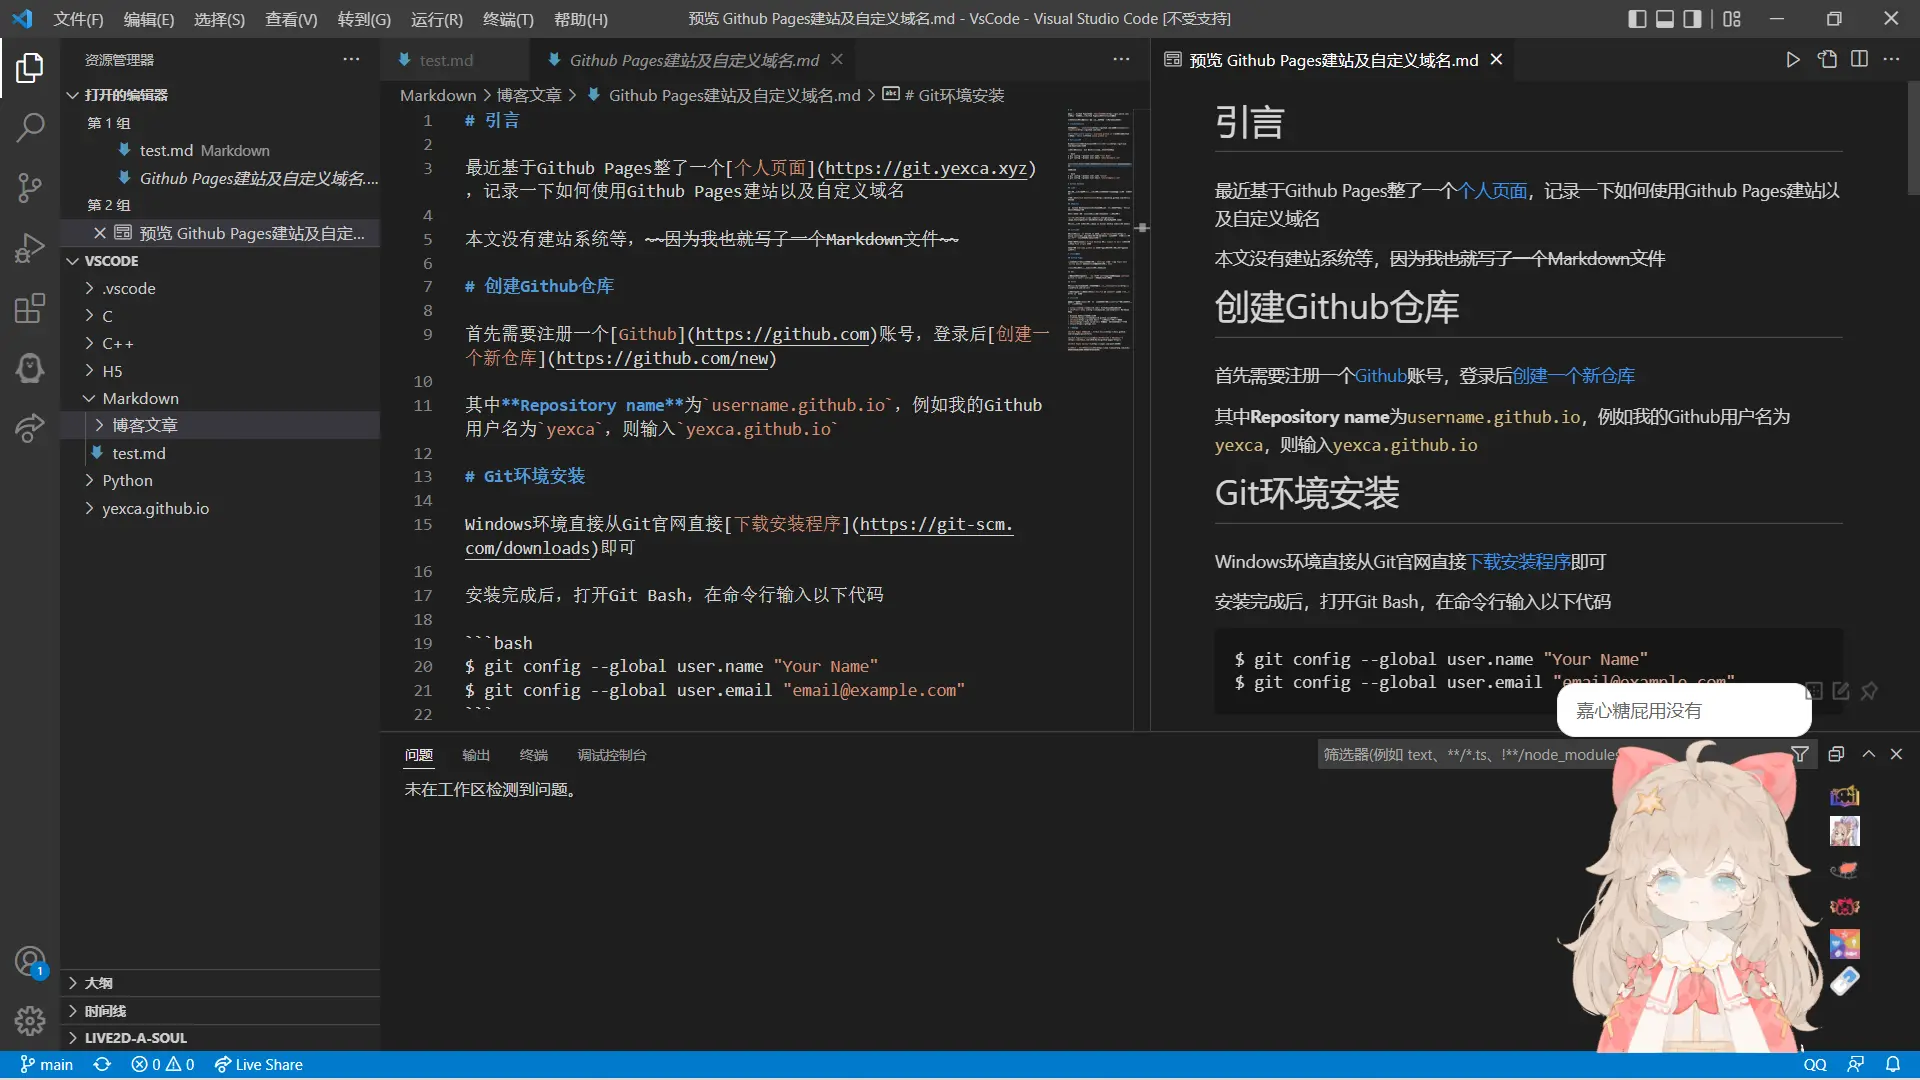 文件(F) 编辑(E) 选择(S) 查看(V) 转到(G) 运行(R) 终端(T) 帮助(H) 预览 Github Pages建站及自定义域名.md - VsCode - Visual Studio Code [不受支持]
资源管理器
打开的编辑器
第 1 组
test.md Markdown
Github Pages建站及自定义域名....
第 2 组
预览 Github Pages建站及自定...
VSCODE
.vscode
C
C++
H5
Markdown
博客文章
test.md
Python
yexca.github.io
大纲
时间线
LIVE2D-A-SOUL
test.md Github Pages建站及自定义域名.md
Markdown > 博客文章 > Github Pages建站及自定义域名.md > # Git环境安装
1 # 引言
2
3 最近基于Github Pages整了一个[个人页面](https://git.yexca.xyz)
，记录一下如何使用Github Pages建站以及自定义域名
4
5 本文没有建站系统等，~~因为我也就写了一个Markdown文件~~
6
7 # 创建Github仓库
8
9 首先需要注册一个[Github](https://github.com)账号，登录后[创建一
个新仓库](https://github.com/new)
10
11 其中**Repository name**为`username.github.io`，例如我的Github
用户名为`yexca`，则输入`yexca.github.io`
12
13 # Git环境安装
14
15 Windows环境直接从Git官网直接[下载安装程序](https://git-scm.
com/downloads)即可
16
17 安装完成后，打开Git Bash，在命令行输入以下代码
18
19 ```bash
20 $ git config --global user.name "Your Name"
21 $ git config --global user.email "email@example.com"
22 ```
预览 Github Pages建站及自定义域名.md
引言
最近基于Github Pages整了一个个人页面，记录一下如何使用Github Pages建站以
及自定义域名
本文没有建站系统等，因为我也就写了一个Markdown文件
创建Github仓库
首先需要注册一个Github账号，登录后创建一个新仓库
其中Repository name为username.github.io，例如我的Github用户名为
yexca，则输入yexca.github.io
Git环境安装
Windows环境直接从Git官网直接下载安装程序即可
安装完成后，打开Git Bash，在命令行输入以下代码
$ git config --global user.name "Your Name"
$ git config --global user.email "email@example.com"
嘉心糖屁用没有
问题 输出 终端 调试控制台
筛选器(例如 text、**/*.ts、!**/node_modules
未在工作区检测到问题。
1
main 0 0 Live Share QQ